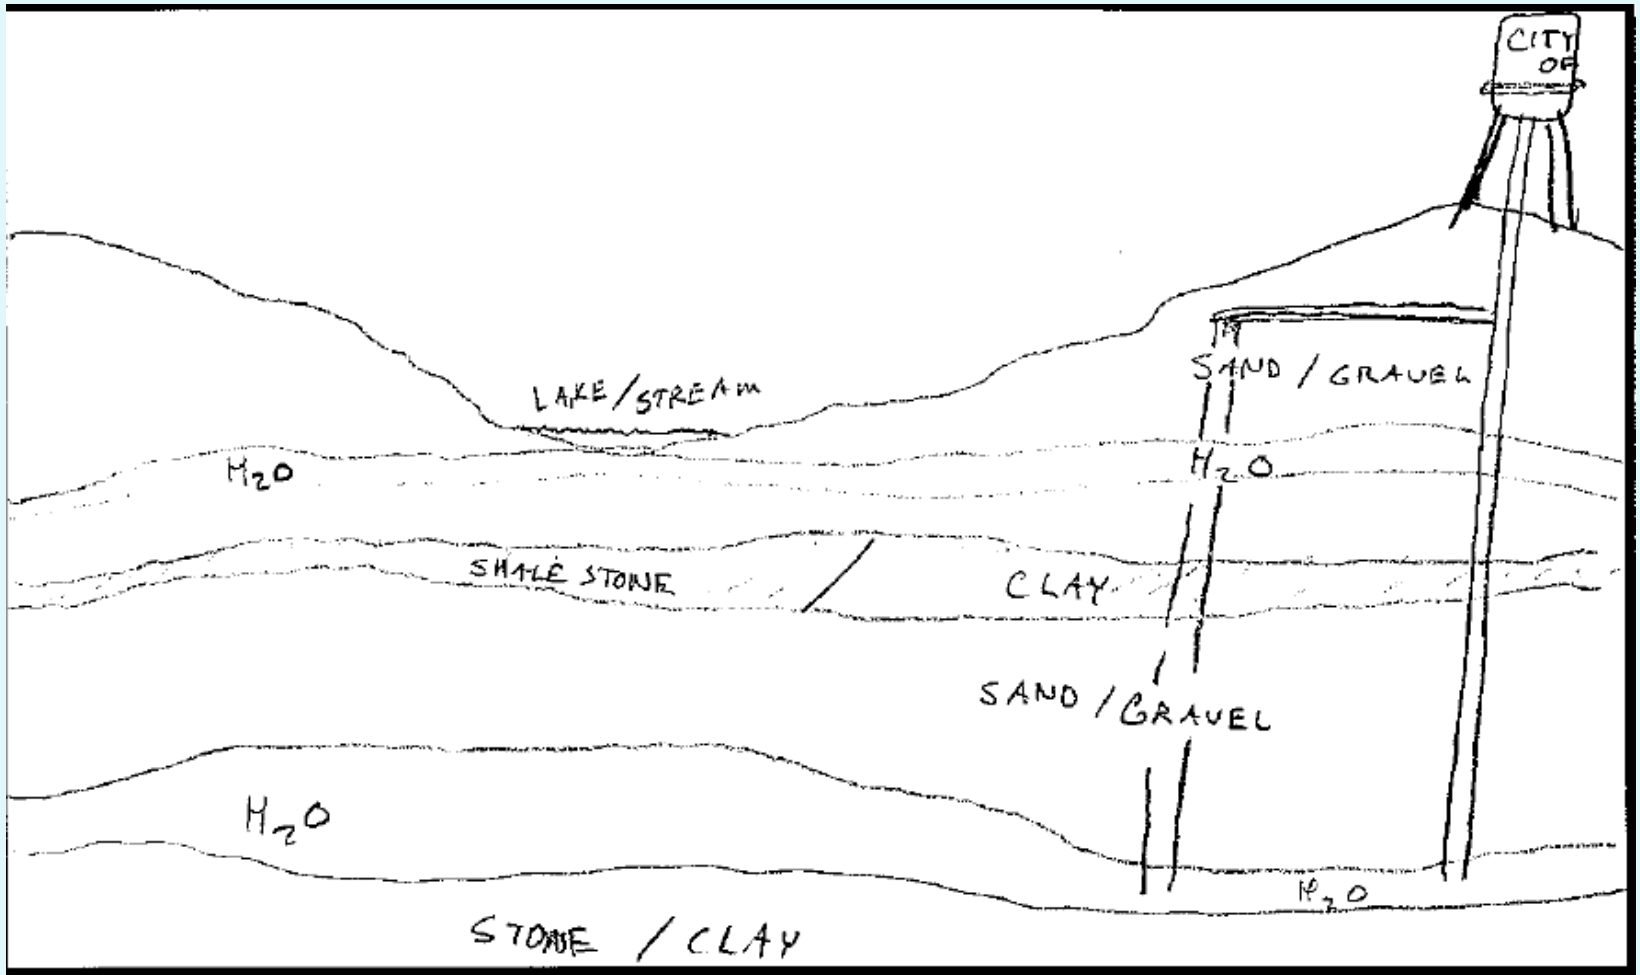 CITY
OF
LAKE/STREAM
SAND / GRAVEL
H₂O
H₂O
SHALE STONE
CLAY
SAND / GRAVEL
H₂O
H₂O
STONE / CLAY